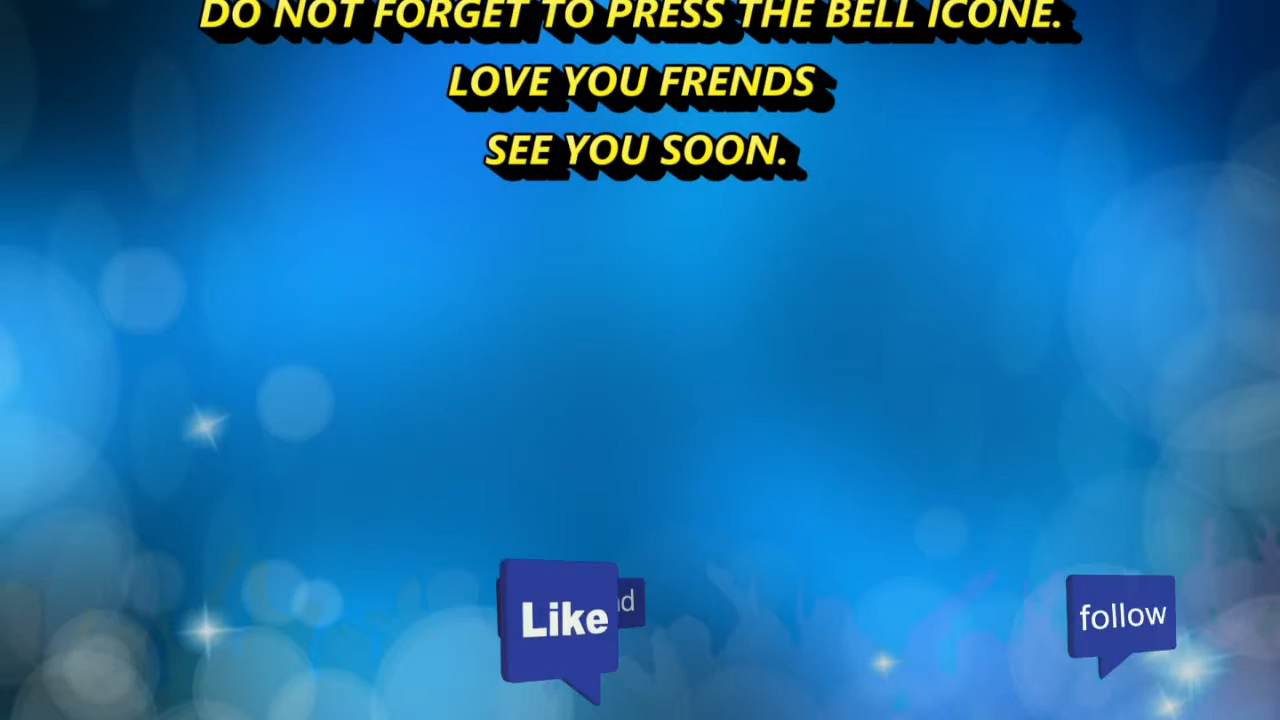 DO NOT FORGET TO PRESS THE BELL ICONE.
LOVE YOU FRENDS
SEE YOU SOON.
Like
follow